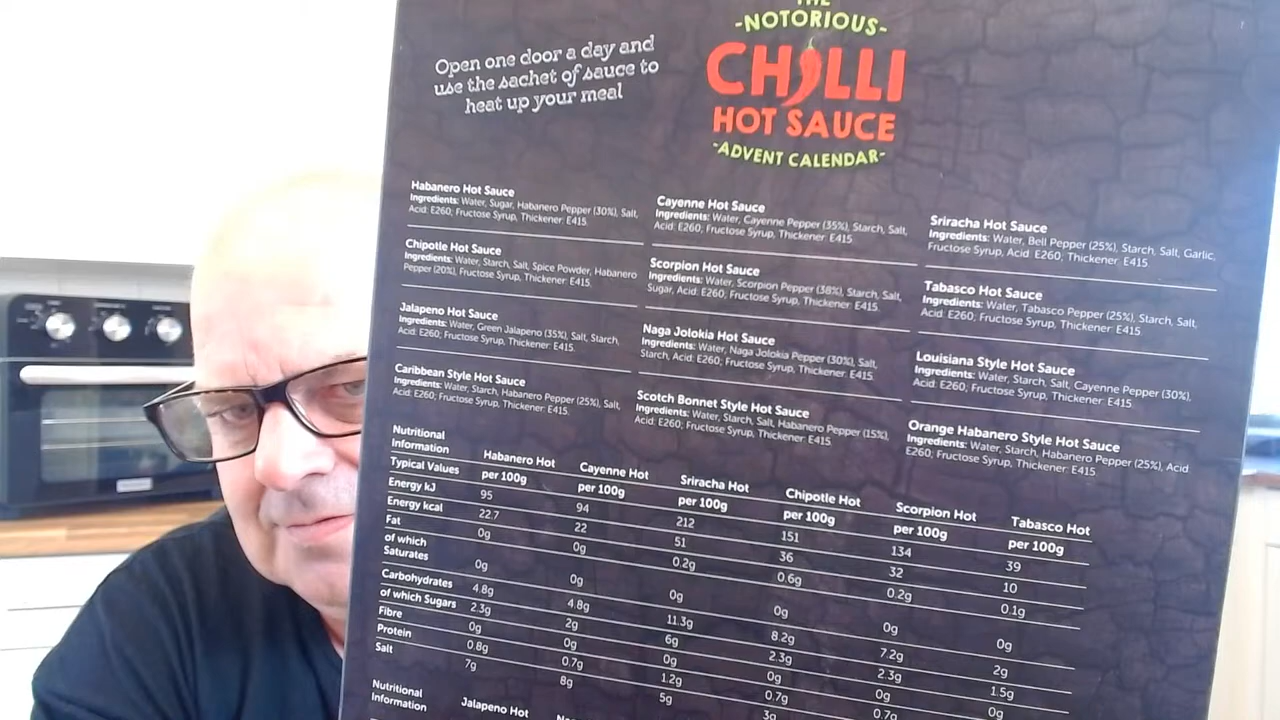 THE
-NOTORIOUS-
CHILLI
HOT SAUCE
-ADVENT CALENDAR-
Open one door a day and
use the sachet of sauce to
heat up your meal
Habanero Hot Sauce
Ingredients: Water, Sugar, Habanero Pepper (30%), Salt,
Acid: E260; Fructose Syrup, Thickener: E415.
Chipotle Hot Sauce
Ingredients: Water, Starch, Salt, Spice Powder, Habanero
Pepper (20%), Fructose Syrup, Thickener: E415.
Jalapeno Hot Sauce
Ingredients: Water, Green Jalapeno (35%), Salt, Starch,
Acid: E260; Fructose Syrup, Thickener: E415.
Caribbean Style Hot Sauce
Ingredients: Water, Starch, Habanero Pepper (25%), Salt,
Acid: E260; Fructose Syrup, Thickener: E415.
Cayenne Hot Sauce
Ingredients: Water, Cayenne Pepper (35%), Starch, Salt,
Acid: E260; Fructose Syrup, Thickener: E415.
Scorpion Hot Sauce
Ingredients: Water, Scorpion Pepper (38%), Starch, Salt,
Sugar, Acid: E260; Fructose Syrup, Thickener: E415.
Naga Jolokia Hot Sauce
Ingredients: Water, Naga Jolokia Pepper (30%), Salt,
Starch, Acid: E260; Fructose Syrup, Thickener: E415.
Scotch Bonnet Style Hot Sauce
Ingredients: Water, Starch, Salt, Habanero Pepper (15%),
Acid: E260; Fructose Syrup, Thickener: E415.
Sriracha Hot Sauce
Ingredients: Water, Bell Pepper (25%), Starch, Salt, Garlic,
Fructose Syrup, Acid: E260, Thickener: E415.
Tabasco Hot Sauce
Ingredients: Water, Tabasco Pepper (25%), Starch, Salt,
Acid: E260; Fructose Syrup, Thickener: E415.
Louisiana Style Hot Sauce
Ingredients: Water, Starch, Salt, Cayenne Pepper (30%),
Acid: E260; Fructose Syrup, Thickener: E415.
Orange Habanero Style Hot Sauce
Ingredients: Water, Starch, Habanero Pepper (25%), Acid:
E260; Fructose Syrup, Thickener: E415.
Nutritional
Information Habanero Hot Cayenne Hot Sriracha Hot Chipotle Hot Scorpion Hot Tabasco Hot
Typical Values per 100g per 100g per 100g per 100g per 100g per 100g
Energy kJ 95 94 212 151 134 39
Energy kcal 22.7 22 51 36 32 10
Fat 0g 0g 0.2g 0.6g 0.2g 0.1g
of which
Saturates 0g 0g 0g 0g 0g 0g
Carbohydrates 4.8g 4.8g 11.3g 8.2g 7.2g 2g
of which Sugars 2.3g 2g 6g 2.3g 2.3g 1.5g
Fibre 0g 0g 0g 0g 0g 0g
Protein 0.8g 0.7g 1.2g 0.7g 0.7g
Salt 7g 8g 5g 3g
Nutritional
Information Jalapeno Hot